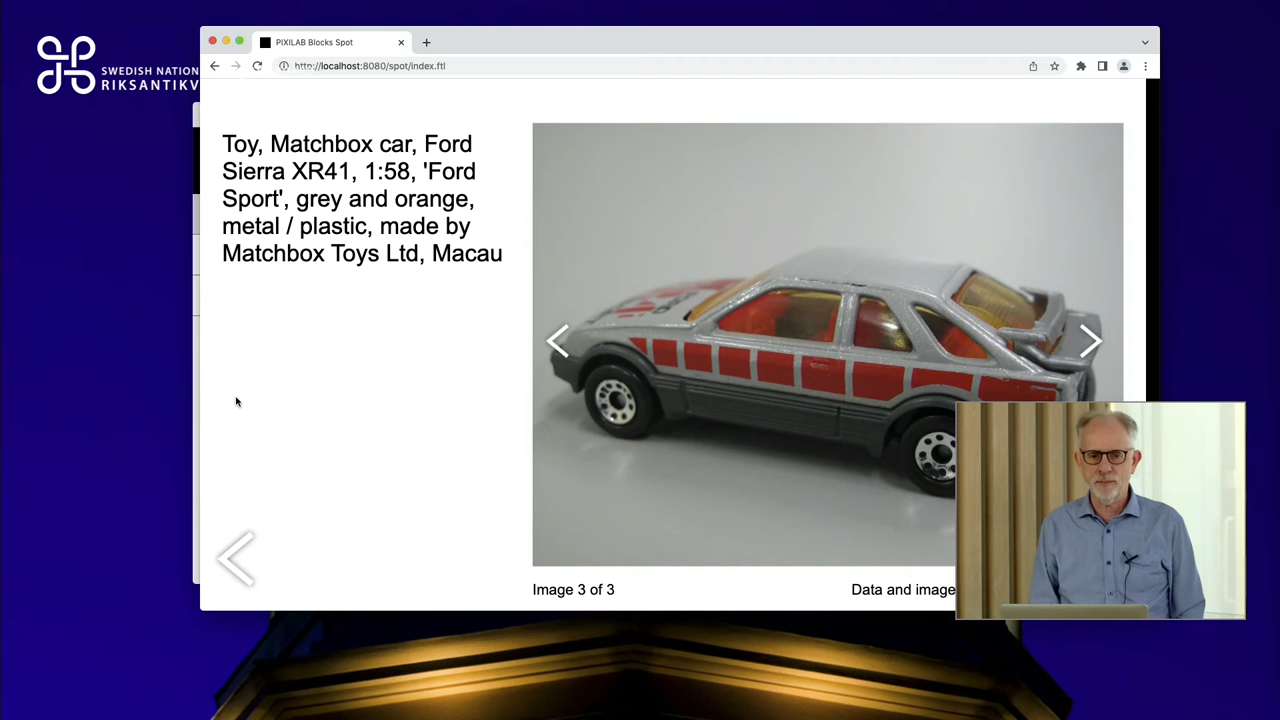 PIXILAB Blocks Spot
http://localhost:8080/spot/index.ftl
SWEDISH NATION
RIKSANTIKV
Toy, Matchbox car, Ford
Sierra XR41, 1:58, 'Ford
Sport', grey and orange,
metal / plastic, made by
Matchbox Toys Ltd, Macau
Image 3 of 3
Data and image